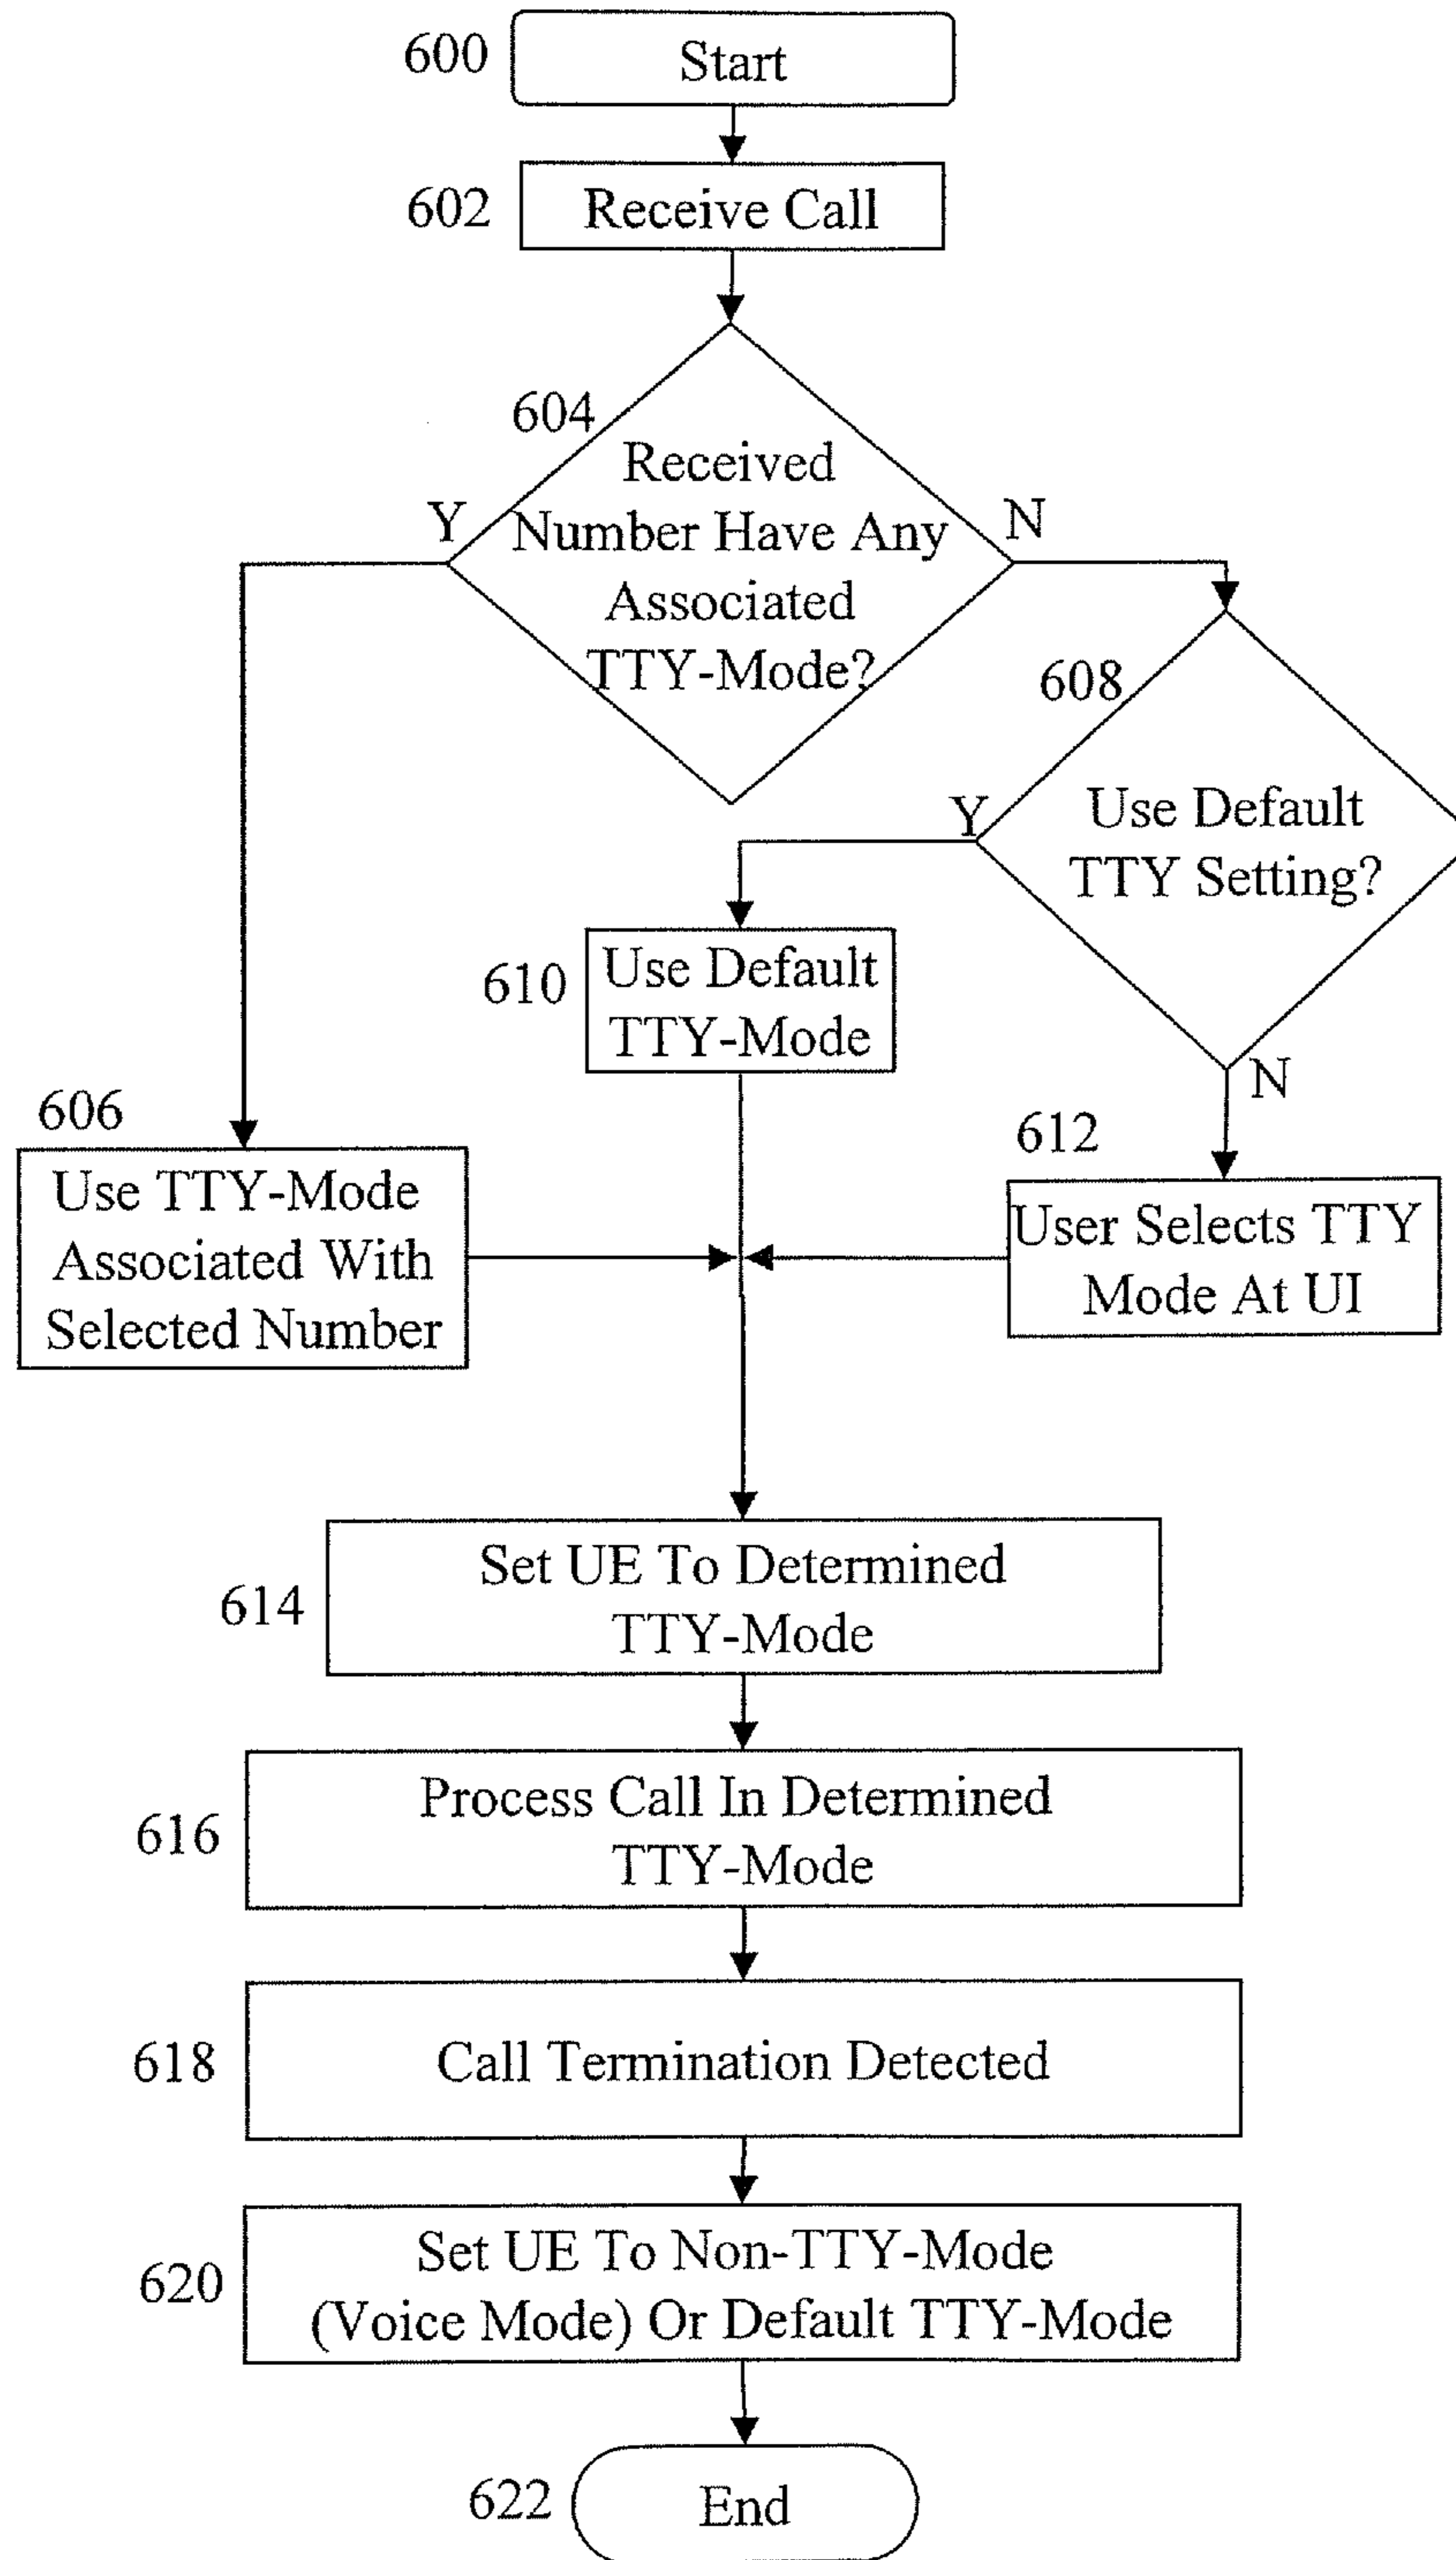 600
Start
602
Receive Call
604
Received
Number Have Any
Associated
TTY-Mode?
Y
N
608
Use Default
TTY Setting?
Y
N
610
Use Default
TTY-Mode
606
Use TTY-Mode
Associated With
Selected Number
612
User Selects TTY
Mode At UI
614
Set UE To Determined
TTY-Mode
616
Process Call In Determined
TTY-Mode
618
Call Termination Detected
620
Set UE To Non-TTY-Mode
(Voice Mode) Or Default TTY-Mode
622
End